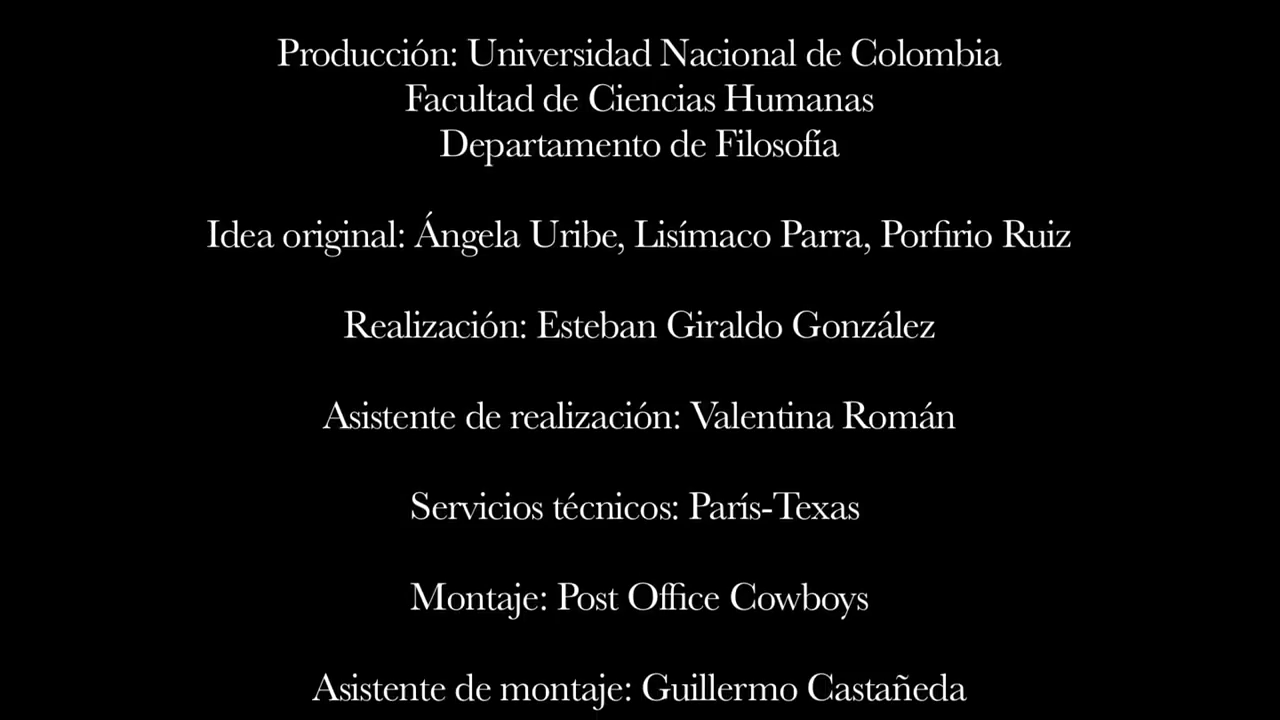 Producción: Universidad Nacional de Colombia
Facultad de Ciencias Humanas
Departamento de Filosofía
Idea original: Ángela Uribe, Lisímaco Parra, Porfirio Ruiz
Realización: Esteban Giraldo González
Asistente de realización: Valentina Román
Servicios técnicos: París-Texas
Montaje: Post Office Cowboys
Asistente de montaje: Guillermo Castañeda